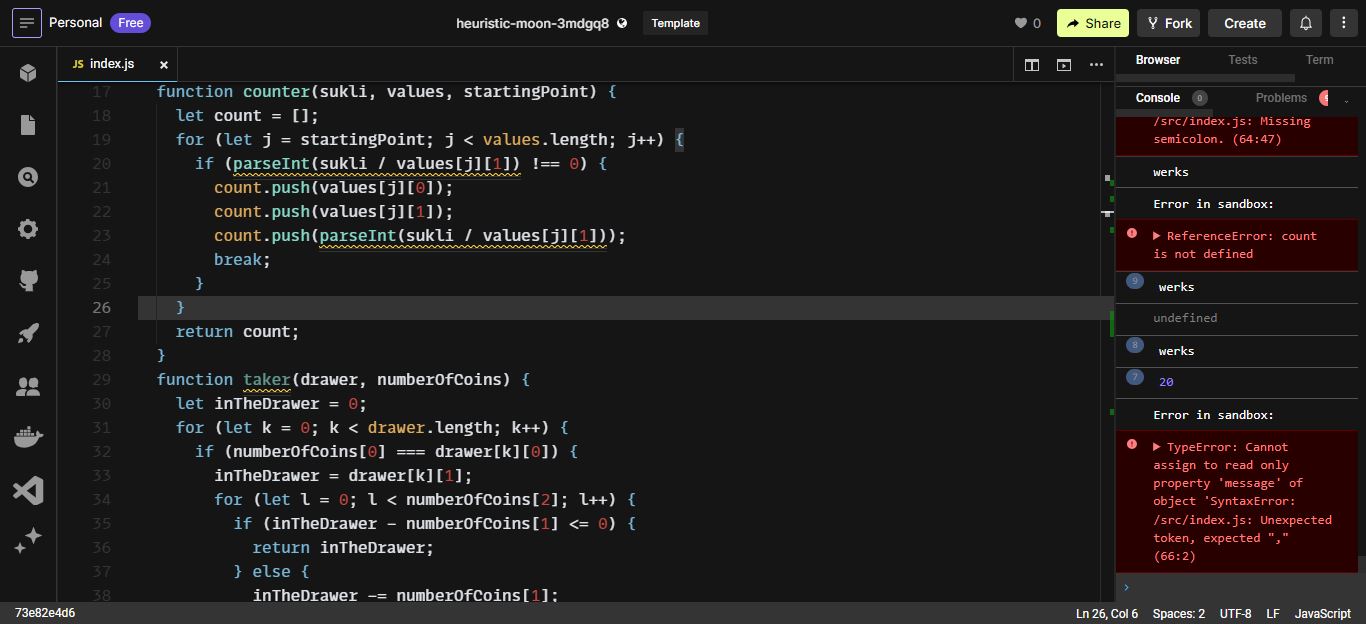 Personal Free heuristic-moon-3mdgq8 Template 0 Share Fork Create
JS index.js × Browser Tests Term
Console 0 Problems
17 function counter(sukli, values, startingPoint) {
18 let count = [];
19 for (let j = startingPoint; j < values.length; j++) {
20 if (parseInt(sukli / values[j][1]) !== 0) {
21 count.push(values[j][0]);
22 count.push(values[j][1]);
23 count.push(parseInt(sukli / values[j][1]));
24 break;
25 }
26 }
27 return count;
28 }
29 function taker(drawer, numberOfCoins) {
30 let inTheDrawer = 0;
31 for (let k = 0; k < drawer.length; k++) {
32 if (numberOfCoins[0] === drawer[k][0]) {
33 inTheDrawer = drawer[k][1];
34 for (let l = 0; l < numberOfCoins[2]; l++) {
35 if (inTheDrawer - numberOfCoins[1] <= 0) {
36 return inTheDrawer;
37 } else {
38 inTheDrawer -= numberOfCoins[1];
/src/index.js: Missing
semicolon. (64:47)
werks
Error in sandbox:
▶ ReferenceError: count
is not defined
9 werks
undefined
8 werks
7 20
Error in sandbox:
▶ TypeError: Cannot
assign to read only
property 'message' of
object 'SyntaxError:
/src/index.js: Unexpected
token, expected ","
(66:2)
›
73e82e4d6 Ln 26, Col 6 Spaces: 2 UTF-8 LF JavaScript